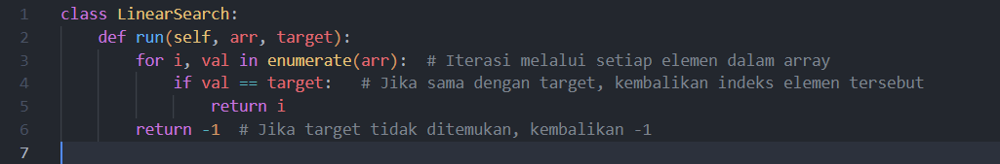 1 class LinearSearch:
2     def run(self, arr, target):
3         for i, val in enumerate(arr):  # Iterasi melalui setiap elemen dalam array
4             if val == target:   # Jika sama dengan target, kembalikan indeks elemen tersebut
5                 return i
6         return -1  # Jika target tidak ditemukan, kembalikan -1
7